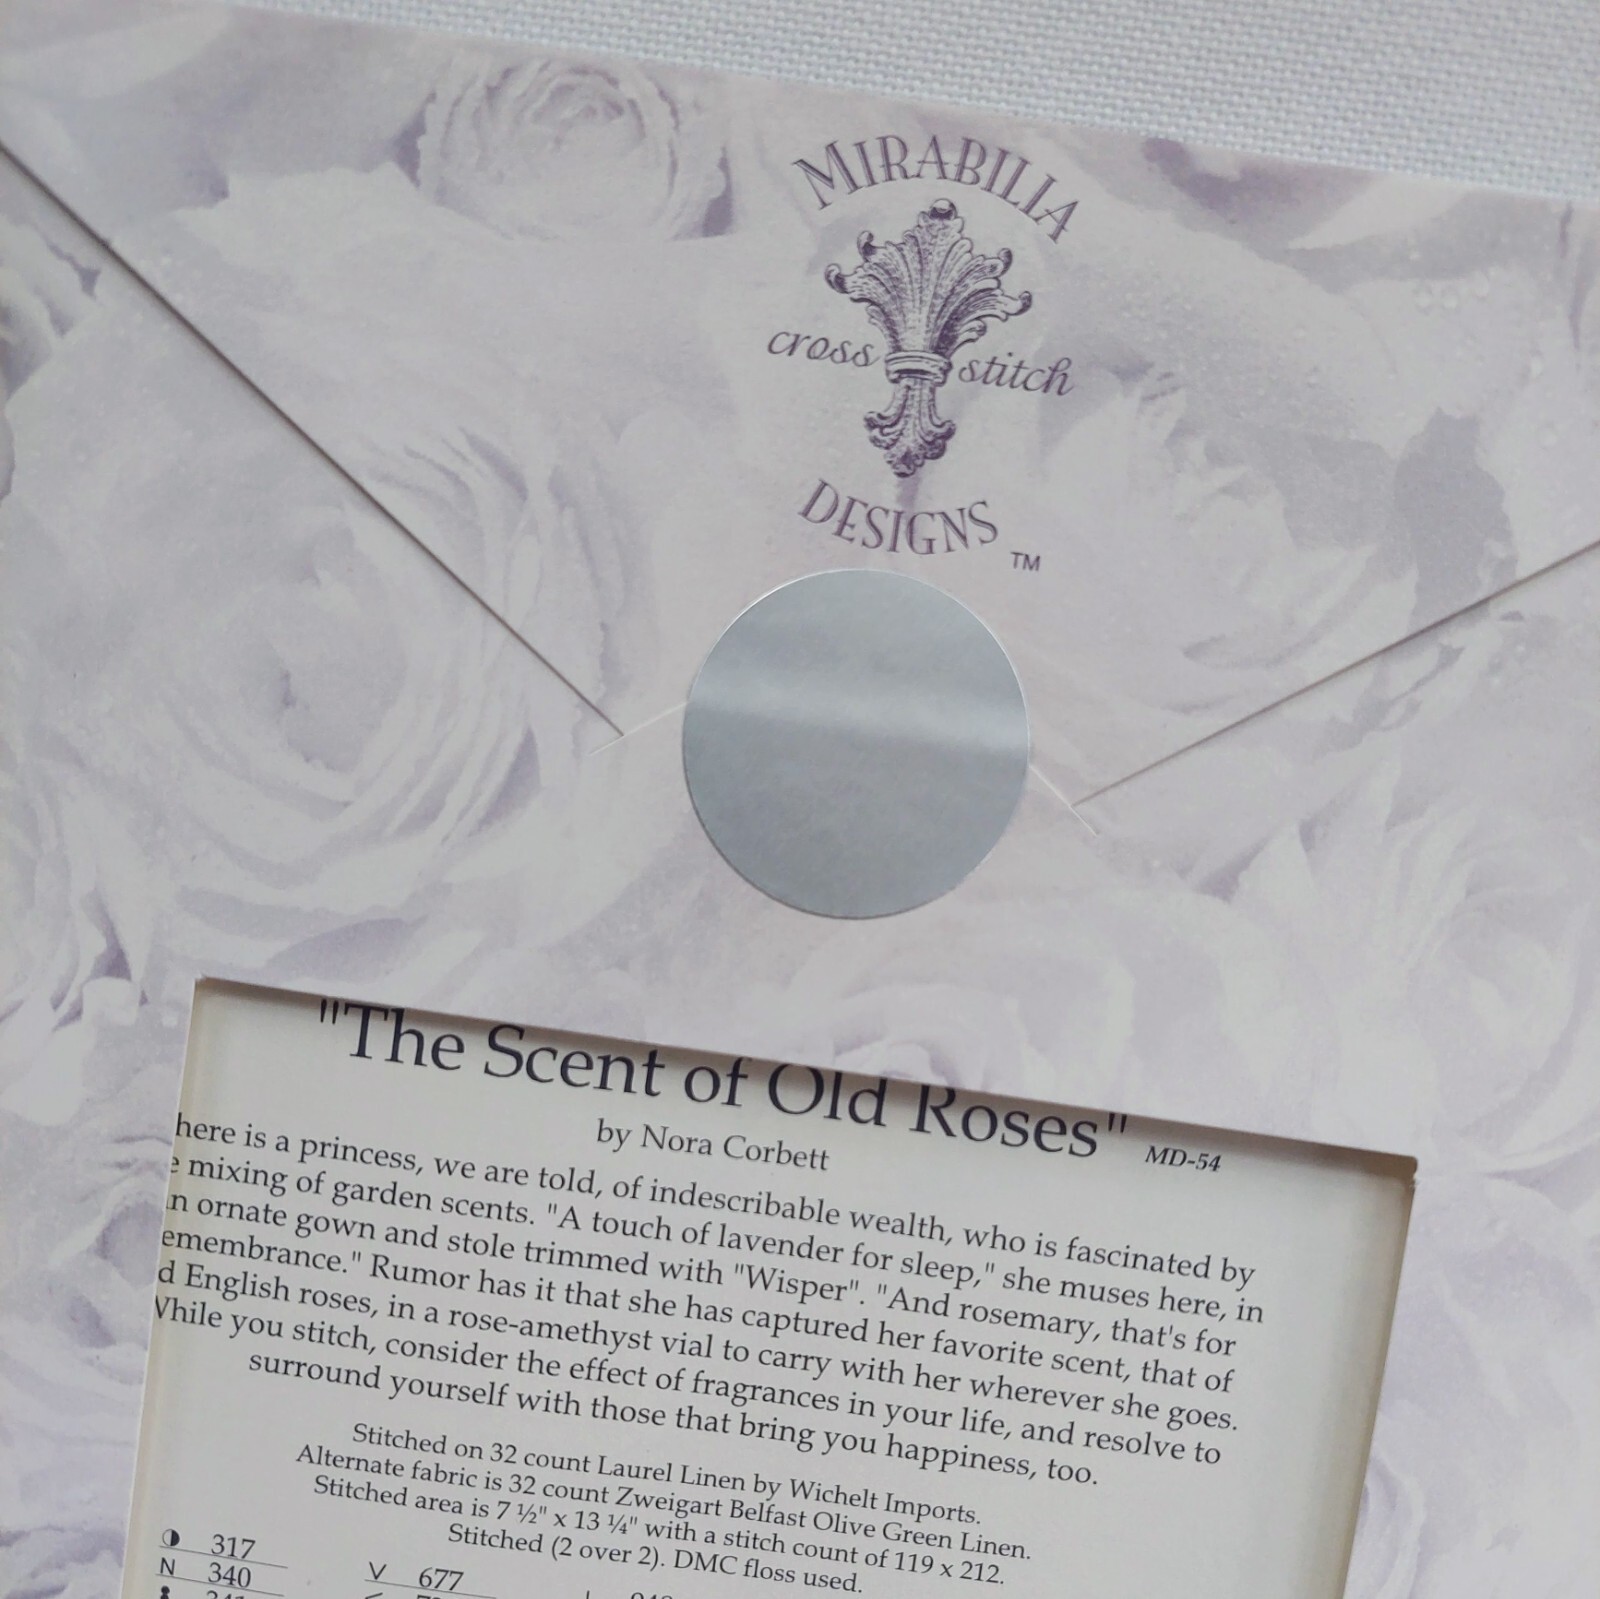 MIRABILIA
cross stitch
DESIGNS
TM
"The Scent of Old Roses" MD-54
by Nora Corbett
here is a princess, we are told, of indescribable wealth, who is fascinated by
e mixing of garden scents. "A touch of lavender for sleep," she muses here, in
n ornate gown and stole trimmed with "Wisper". "And rosemary, that's for
emembrance." Rumor has it that she has captured her favorite scent, that of
d English roses, in a rose-amethyst vial to carry with her wherever she goes.
While you stitch, consider the effect of fragrances in your life, and resolve to
surround yourself with those that bring you happiness, too.
Stitched on 32 count Laurel Linen by Wichelt Imports.
Alternate fabric is 32 count Zweigart Belfast Olive Green Linen.
Stitched area is 7 ½" x 13 ¼" with a stitch count of 119 x 212.
Stitched (2 over 2). DMC floss used.
317
N 340
V 677
341